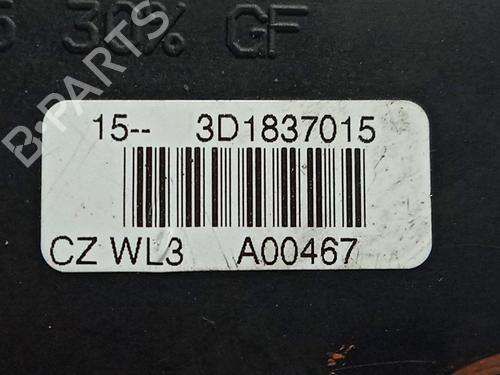 30% GF
B-PARTS
15-- 3D1837015
CZ WL3 A00467